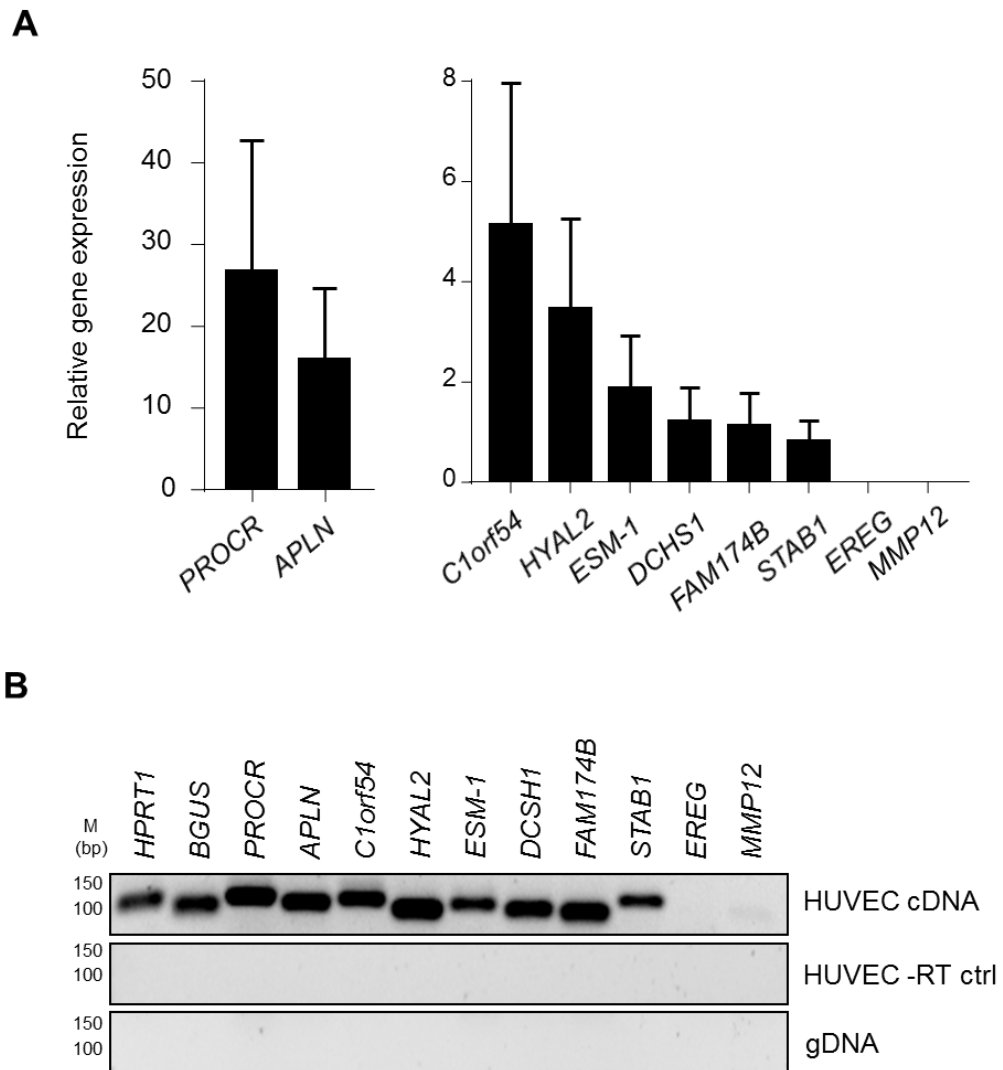 A
Relative gene expression
50
40
30
20
10
0
PROCR
APLN
8
6
4
2
0
C1orf54
HYAL2
ESM-1
DCHS1
FAM174B
STAB1
EREG
MMP12
B
M
(bp)
HPRT1
BGUS
PROCR
APLN
C1orf54
HYAL2
ESM-1
DCSH1
FAM174B
STAB1
EREG
MMP12
150
100
HUVEC cDNA
150
100
HUVEC -RT ctrl
150
100
gDNA